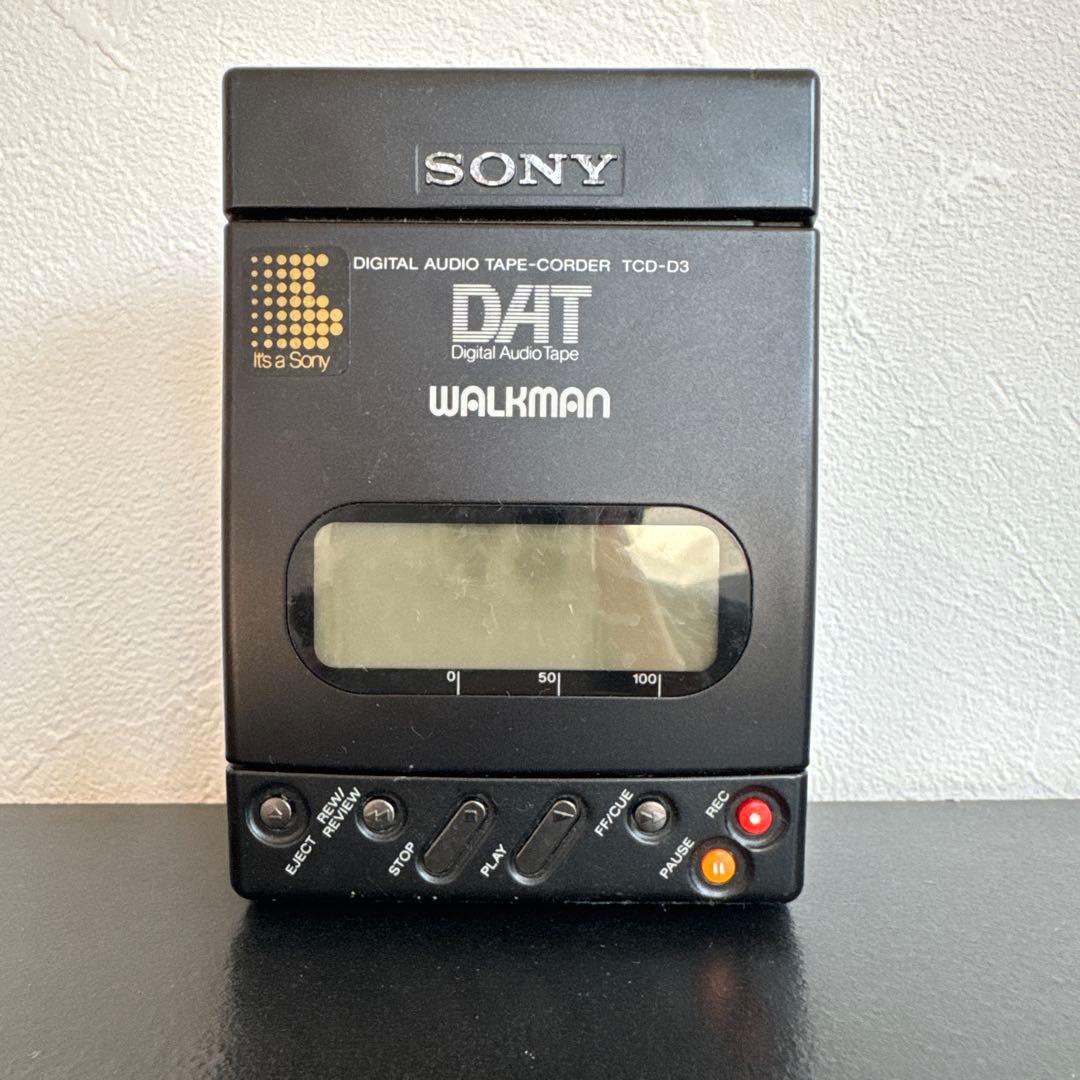 SONY
DIGITAL AUDIO TAPE-CORDER TCD-D3
DAT
Digital Audio Tape
It's a Sony
WALKMAN
0 50 100
EJECT
REW/
REVIEW
STOP
PLAY
FF/CUE
PAUSE
REC